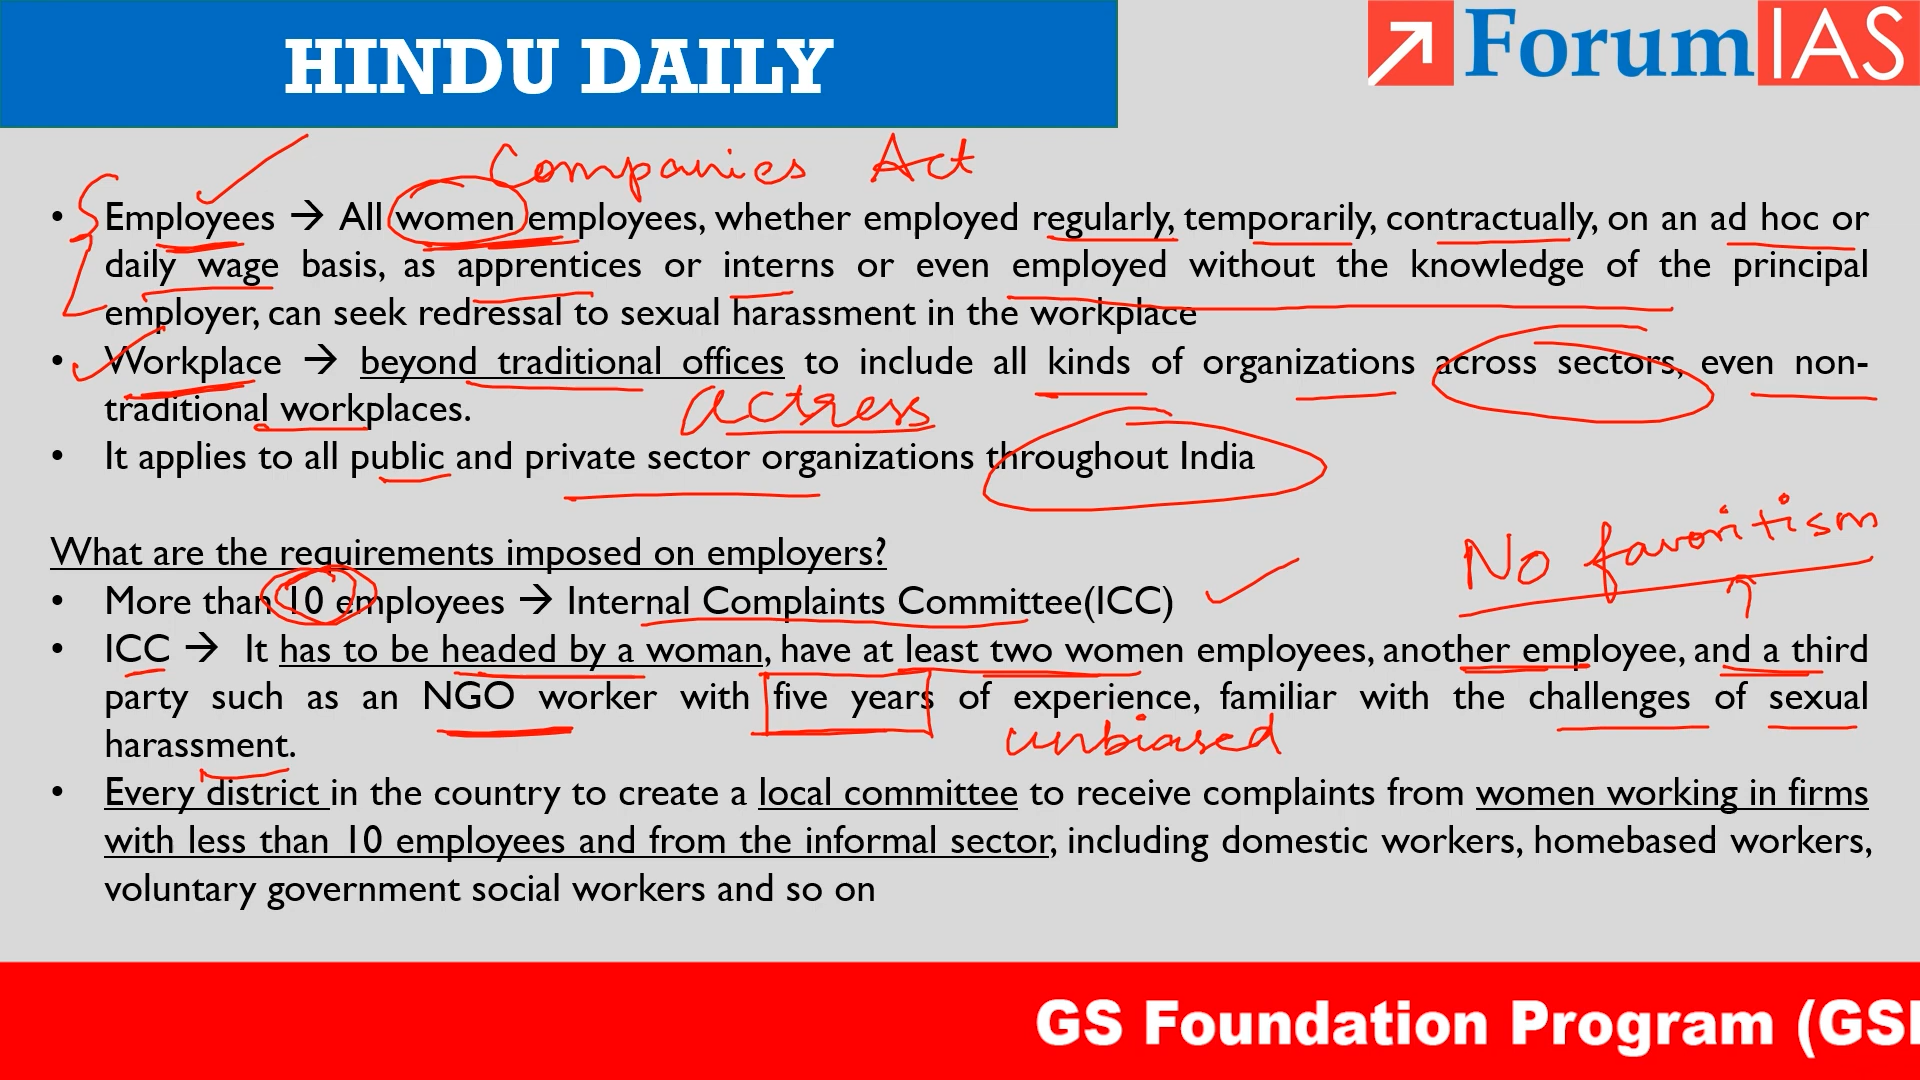 HINDU DAILY
ForumIAS
Companies Act
• Employees → All women employees, whether employed regularly, temporarily, contractually, on an ad hoc or
daily wage basis, as apprentices or interns or even employed without the knowledge of the principal
employer, can seek redressal to sexual harassment in the workplace
• Workplace → beyond traditional offices to include all kinds of organizations across sectors, even non-
traditional workplaces.
actress
• It applies to all public and private sector organizations throughout India
No favoritism
What are the requirements imposed on employers?
• More than 10 employees → Internal Complaints Committee(ICC)
• ICC → It has to be headed by a woman, have at least two women employees, another employee, and a third
party such as an NGO worker with five years of experience, familiar with the challenges of sexual
harassment.
unbiased
• Every district in the country to create a local committee to receive complaints from women working in firms
with less than 10 employees and from the informal sector, including domestic workers, homebased workers,
voluntary government social workers and so on
GS Foundation Program (GS